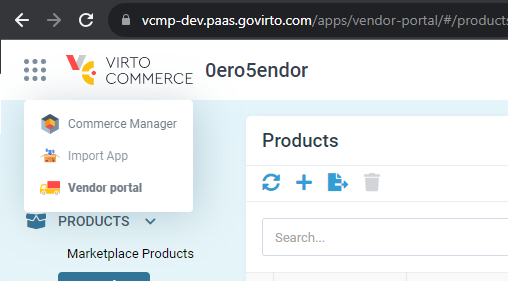 vcmp-dev.paas.govirto.com/apps/vendor-portal/#/products
VIRTO
COMMERCE
0ero5endor
Commerce Manager
Import App
Vendor portal
PRODUCTS
Marketplace Products
Products
Search...